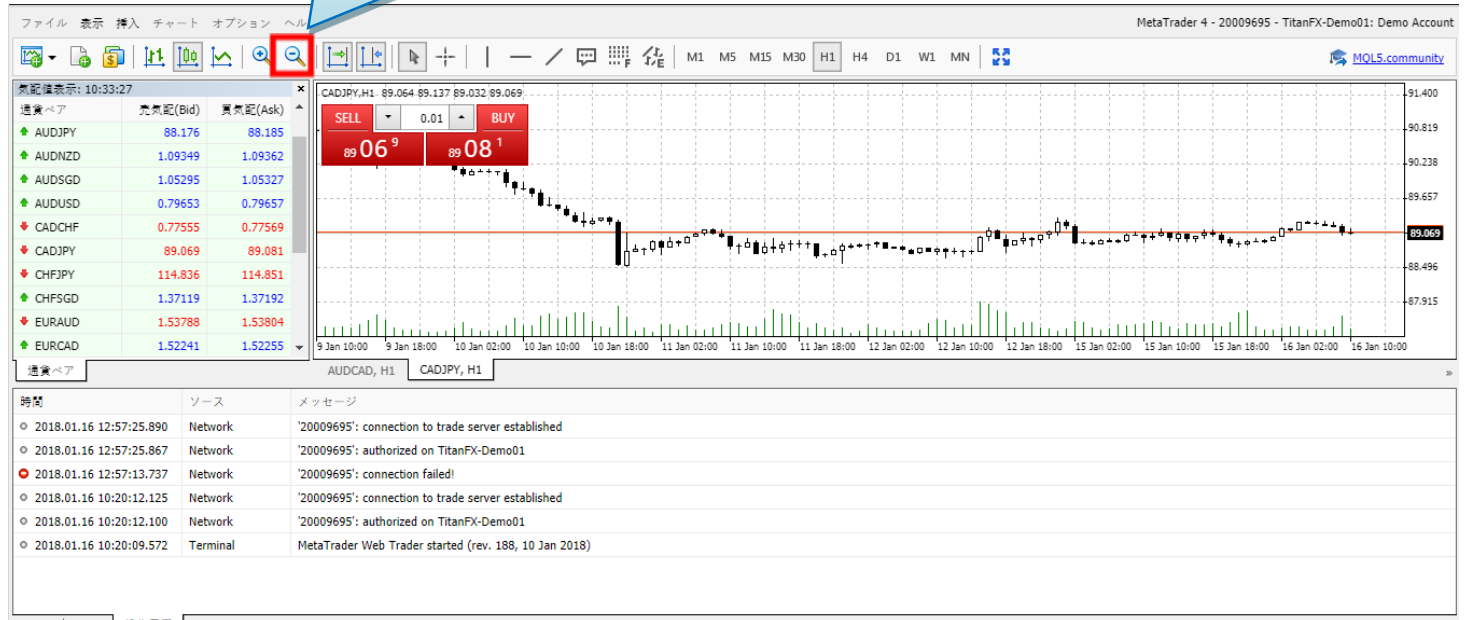 ファイル 表示 挿入 チャート オプション ヘル
MetaTrader 4 - 20009695 - TitanFX-Demo01: Demo Account
M1 M5 M15 M30 H1 H4 D1 W1 MN
MQL5.community
気配値表示: 10:33:27
通貨ペア 売気配(Bid) 買気配(Ask)
AUDJPY 88.176 88.185
AUDNZD 1.09349 1.09362
AUDSGD 1.05295 1.05327
AUDUSD 0.79653 0.79657
CADCHF 0.77555 0.77569
CADJPY 89.069 89.081
CHFJPY 114.836 114.851
CHFSGD 1.37119 1.37192
EURAUD 1.53788 1.53804
EURCAD 1.52241 1.52255
通貨ペア
CADJPY,H1 89.064 89.137 89.032 89.069
SELL 0.01 BUY
89 06 9 89 08 1
91.400
90.819
90.238
89.657
89.069
88.496
87.915
9 Jan 10:00 9 Jan 18:00 10 Jan 02:00 10 Jan 10:00 10 Jan 18:00 11 Jan 02:00 11 Jan 10:00 11 Jan 18:00 12 Jan 02:00 12 Jan 10:00 12 Jan 18:00 15 Jan 02:00 15 Jan 10:00 15 Jan 18:00 16 Jan 02:00 16 Jan 10:00
AUDCAD, H1 CADJPY, H1
時間 ソース メッセージ
2018.01.16 12:57:25.890 Network '20009695': connection to trade server established
2018.01.16 12:57:25.867 Network '20009695': authorized on TitanFX-Demo01
2018.01.16 12:57:13.737 Network '20009695': connection failed!
2018.01.16 10:20:12.125 Network '20009695': connection to trade server established
2018.01.16 10:20:12.100 Network '20009695': authorized on TitanFX-Demo01
2018.01.16 10:20:09.572 Terminal MetaTrader Web Trader started (rev. 188, 10 Jan 2018)